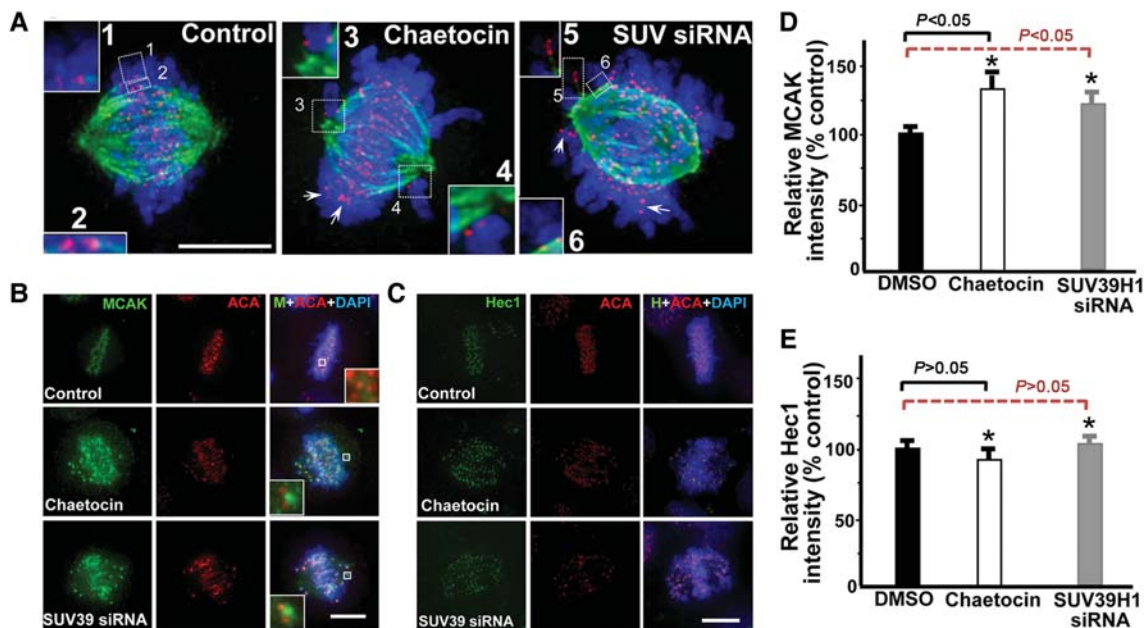 A
1
Control
1
2
2
3
Chaetocin
3
4
4
5
SUV siRNA
6
5
6
B
MCAK
ACA
M+ACA+DAPI
Control
Chaetocin
SUV39 siRNA
C
Hec1
ACA
H+ACA+DAPI
Control
Chaetocin
SUV39 siRNA
D
P<0.05
P<0.05
Relative MCAK
intensity (% control)
150
100
50
0
*
*
DMSO
Chaetocin
SUV39H1
siRNA
E
P>0.05
P>0.05
Relative Hec1
intensity (% control)
150
100
50
0
*
*
DMSO
Chaetocin
SUV39H1
siRNA